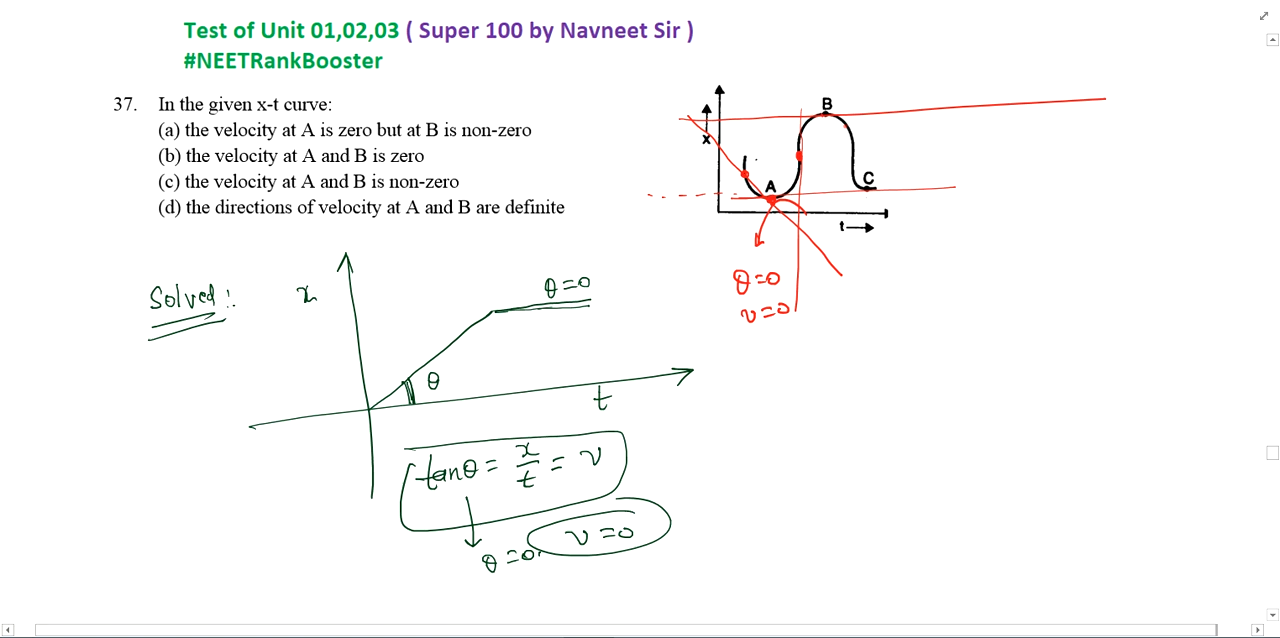 Test of Unit 01,02,03 ( Super 100 by Navneet Sir )
#NEETRankBooster
37. In the given x-t curve:
(a) the velocity at A is zero but at B is non-zero
(b) the velocity at A and B is zero
(c) the velocity at A and B is non-zero
(d) the directions of velocity at A and B are definite
B
x
A
C
t
θ=0
v=0
Solved:
x
θ=0
θ
t
tanθ = x/t = v
θ=0. v=0